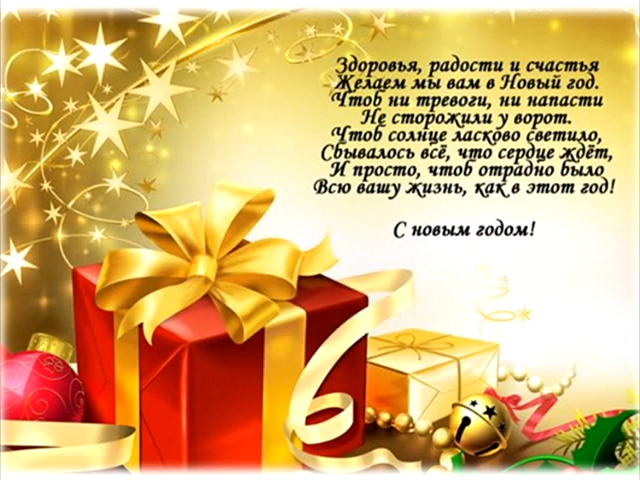 Здоровья, радости и счастья
Желаем мы вам в Новый год.
Чтоб ни тревоги, ни напасти
Не сторожили у ворот.
Чтоб солнце ласково светило,
Сбывалось всё, что сердце ждёт,
И просто, чтоб отрадно было
Всю вашу жизнь, как в этот год!
С новым годом!